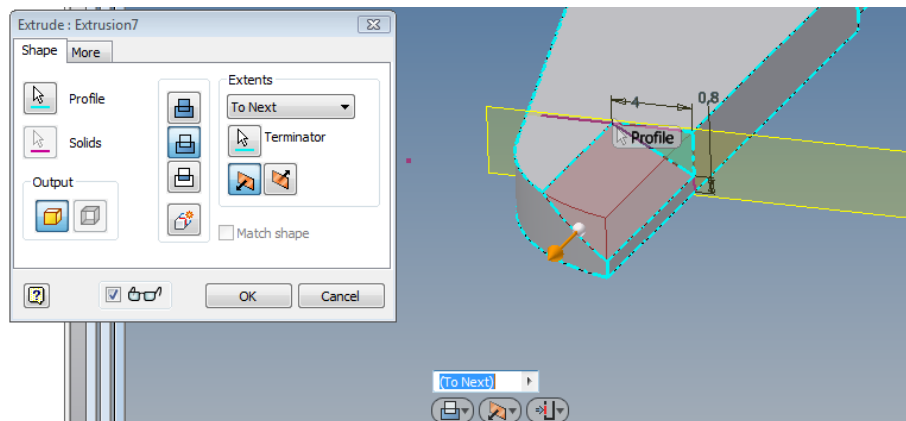 Extrude : Extrusion7
Shape More
Profile
Solids
Output
Extents
To Next
Terminator
Match shape
OK Cancel
4
0,8
Profile
(To Next)